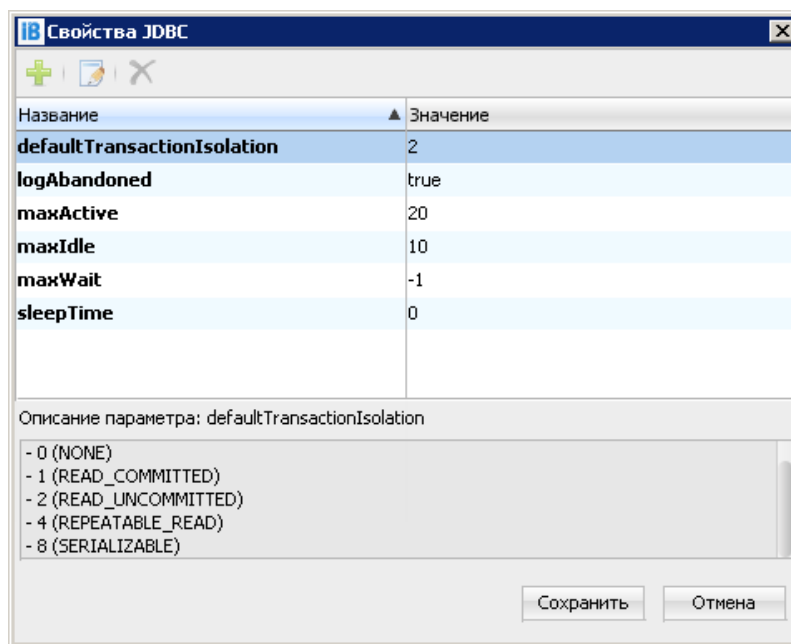 IB Свойства JDBC
Название Значение
defaultTransactionIsolation 2
logAbandoned true
maxActive 20
maxIdle 10
maxWait -1
sleepTime 0
Описание параметра: defaultTransactionIsolation
- 0 (NONE)
- 1 (READ_COMMITTED)
- 2 (READ_UNCOMMITTED)
- 4 (REPEATABLE_READ)
- 8 (SERIALIZABLE)
Сохранить Отмена